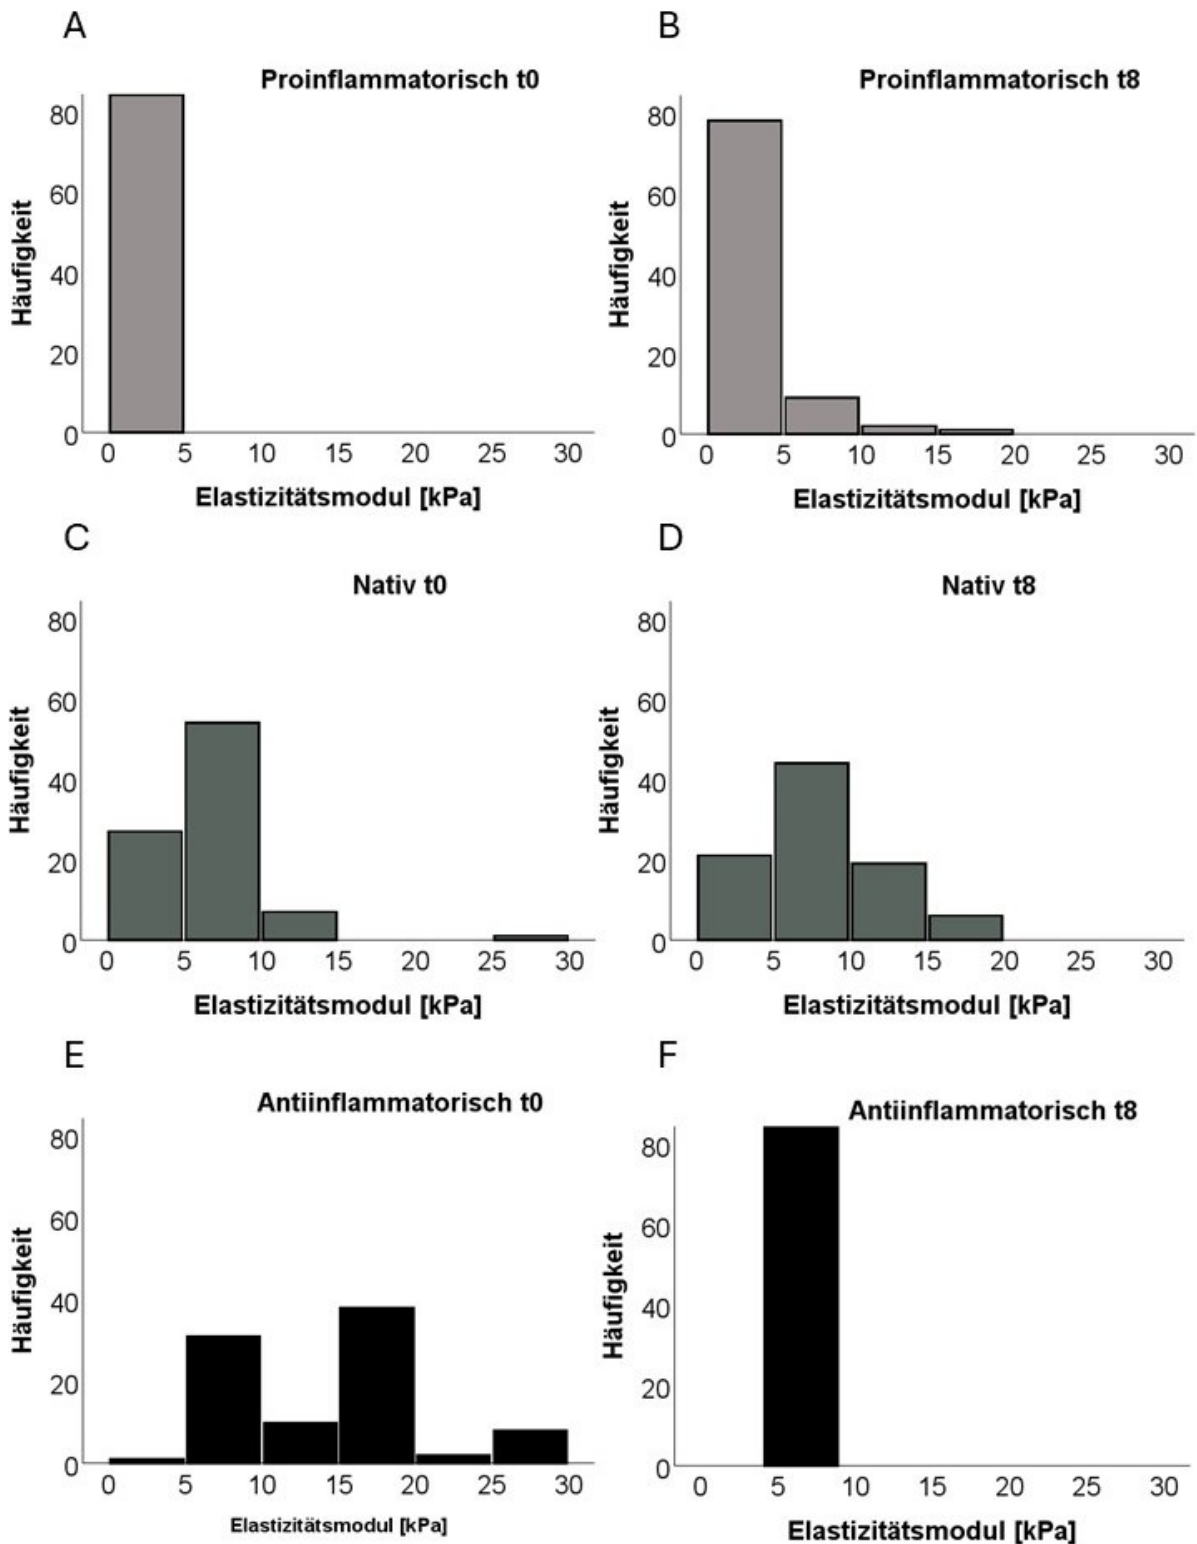 A
Proinflammatorisch t0
Häufigkeit
80
60
40
20
0
0 5 10 15 20 25 30
Elastizitätsmodul [kPa]
B
Proinflammatorisch t8
Häufigkeit
80
60
40
20
0
0 5 10 15 20 25 30
Elastizitätsmodul [kPa]
C
Nativ t0
Häufigkeit
80
60
40
20
0
0 5 10 15 20 25 30
Elastizitätsmodul [kPa]
D
Nativ t8
Häufigkeit
80
60
40
20
0
0 5 10 15 20 25 30
Elastizitätsmodul [kPa]
E
Antiinflammatorisch t0
Häufigkeit
80
60
40
20
0
0 5 10 15 20 25 30
Elastizitätsmodul [kPa]
F
Antiinflammatorisch t8
Häufigkeit
80
60
40
20
0
0 5 10 15 20 25 30
Elastizitätsmodul [kPa]